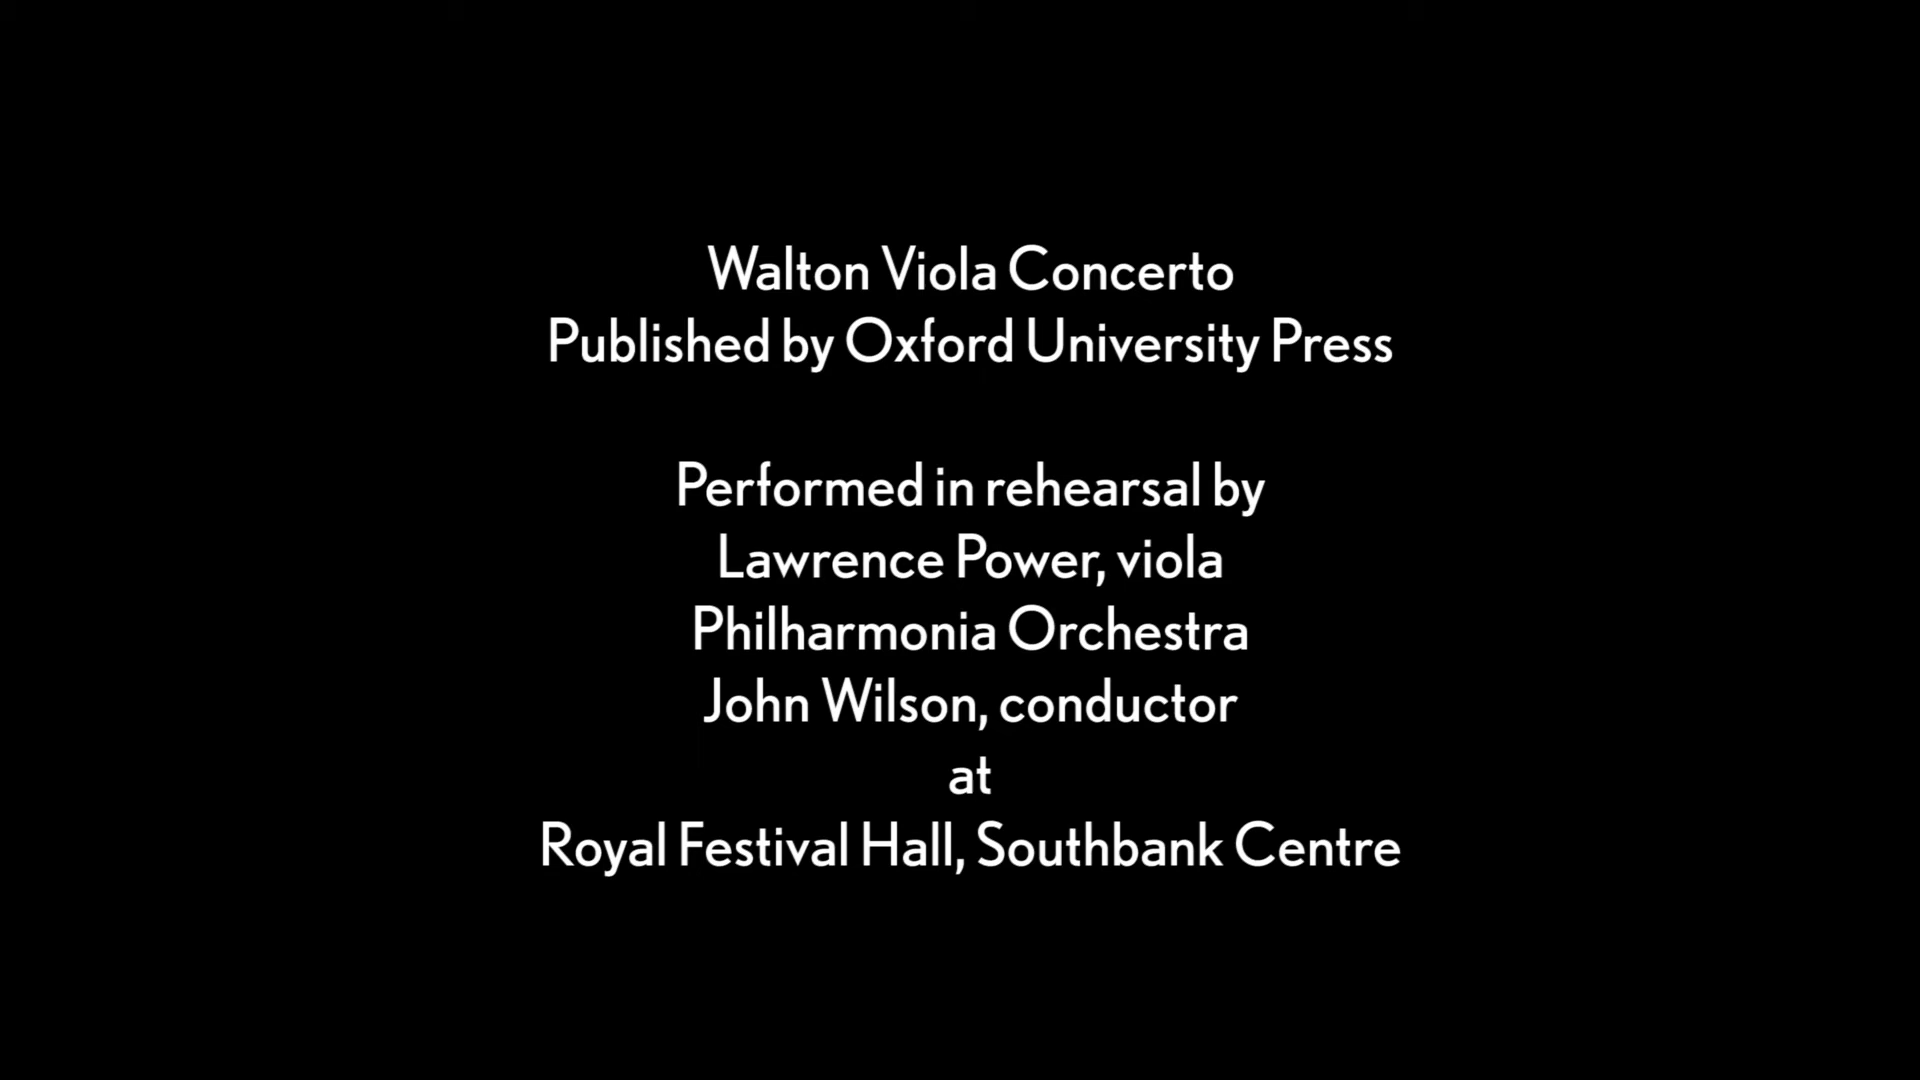 Walton Viola Concerto
Published by Oxford University Press
Performed in rehearsal by
Lawrence Power, viola
Philharmonia Orchestra
John Wilson, conductor
at
Royal Festival Hall, Southbank Centre